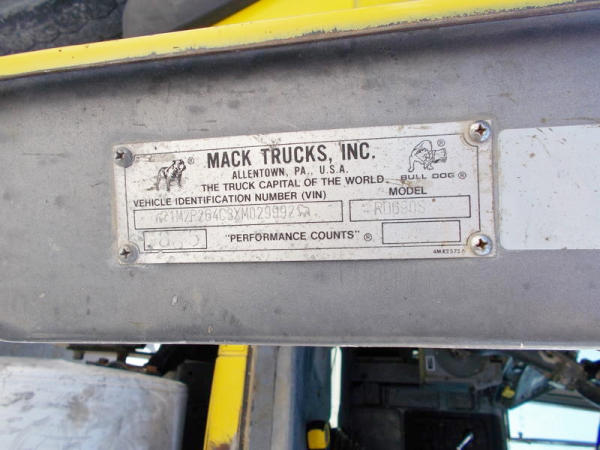 MACK TRUCKS, INC.
ALLENTOWN, PA., U.S.A.
THE TRUCK CAPITAL OF THE WORLD
BULL DOG ®
VEHICLE IDENTIFICATION NUMBER (VIN)
MODEL
RD690S
"PERFORMANCE COUNTS" ®